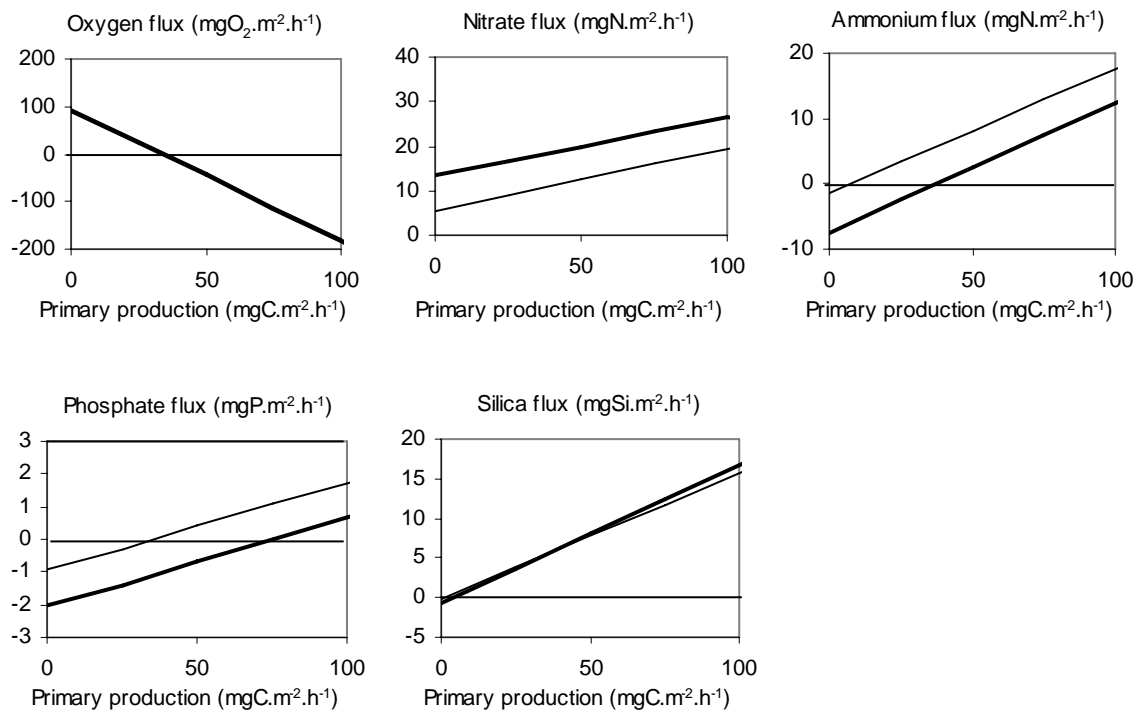 Oxygen flux (mgO₂.m⁻².h⁻¹)
200
100
0
-100
-200
0 50 100
Primary production (mgC.m⁻².h⁻¹)
Nitrate flux (mgN.m⁻².h⁻¹)
40
30
20
10
0
0 50 100
Primary production (mgC.m⁻².h⁻¹)
Ammonium flux (mgN.m⁻².h⁻¹)
20
10
0
-10
0 50 100
Primary production (mgC.m⁻².h⁻¹)
Phosphate flux (mgP.m⁻².h⁻¹)
3
2
1
0
-1
-2
-3
0 50 100
Primary production (mgC.m⁻².h⁻¹)
Silica flux (mgSi.m⁻².h⁻¹)
20
15
10
5
0
-5
0 50 100
Primary production (mgC.m⁻².h⁻¹)